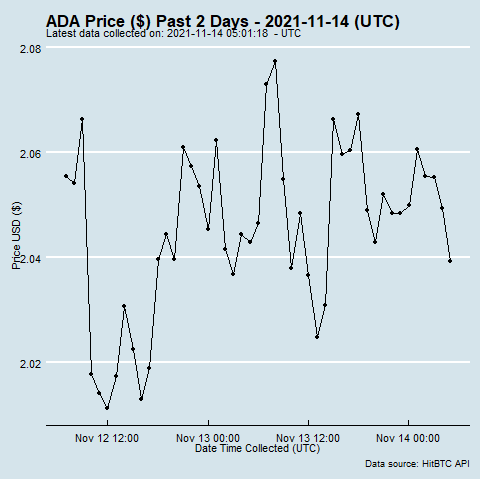 ADA Price ($) Past 2 Days - 2021-11-14 (UTC)
Latest data collected on: 2021-11-14 05:01:18 - UTC
2.08
2.06
2.04
2.02
Price USD ($)
Nov 12 12:00 Nov 13 00:00 Nov 13 12:00 Nov 14 00:00
Date Time Collected (UTC)
Data source: HitBTC API